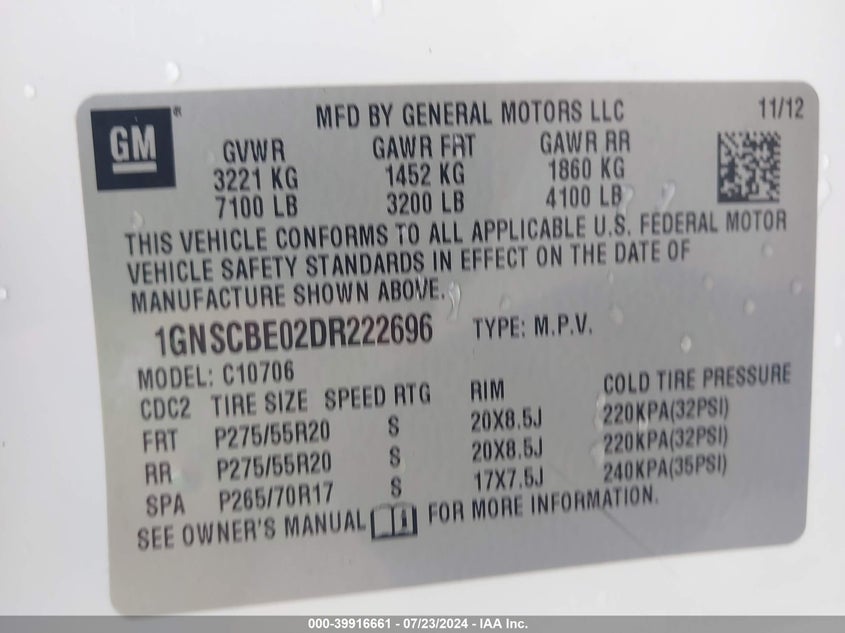 GM
MFD BY GENERAL MOTORS LLC 11/12
GVWR GAWR FRT GAWR RR
3221 KG 1452 KG 1860 KG
7100 LB 3200 LB 4100 LB
THIS VEHICLE CONFORMS TO ALL APPLICABLE U.S. FEDERAL MOTOR
VEHICLE SAFETY STANDARDS IN EFFECT ON THE DATE OF
MANUFACTURE SHOWN ABOVE.
1GNSCBE02DR222696 TYPE: M.P.V.
MODEL: C10706
CDC2 TIRE SIZE SPEED RTG RIM COLD TIRE PRESSURE
FRT P275/55R20 S 20X8.5J 220KPA(32PSI)
RR P275/55R20 S 20X8.5J 220KPA(32PSI)
SPA P265/70R17 S 17X7.5J 240KPA(35PSI)
SEE OWNER'S MANUAL FOR MORE INFORMATION.
000-39916661 - 07/23/2024 - IAA Inc.